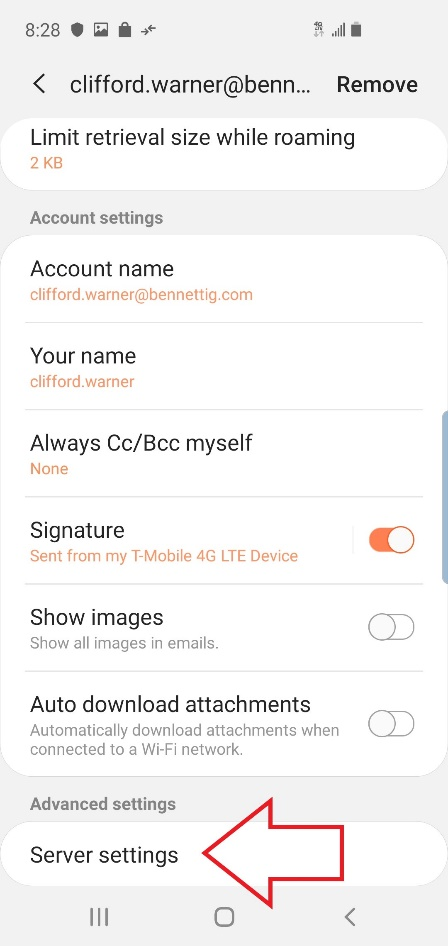 8:28
4G
clifford.warner@benn... Remove
Limit retrieval size while roaming
2 KB
Account settings
Account name
clifford.warner@bennettig.com
Your name
clifford.warner
Always Cc/Bcc myself
None
Signature
Sent from my T-Mobile 4G LTE Device
Show images
Show all images in emails.
Auto download attachments
Automatically download attachments when
connected to a Wi-Fi network.
Advanced settings
Server settings